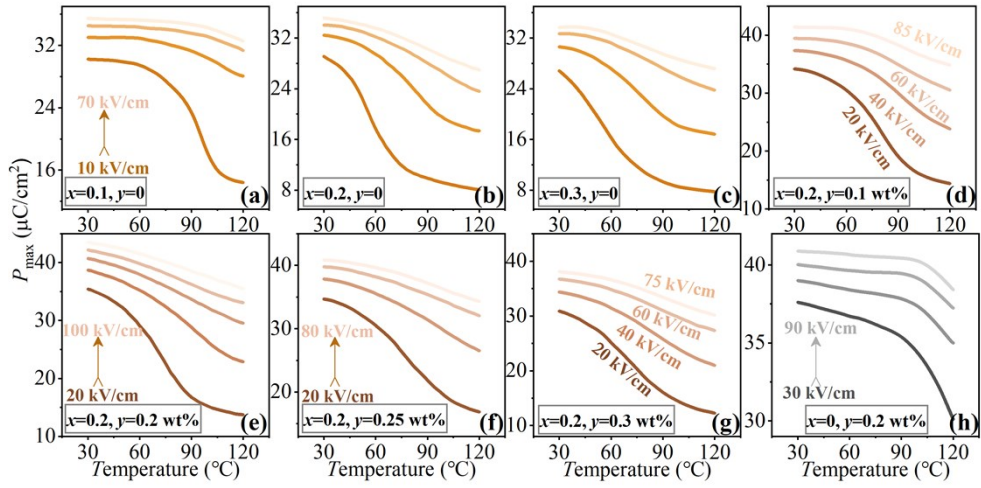 P_max (μC/cm²)
32
24
16
70 kV/cm
10 kV/cm
x=0.1, y=0
(a)
30 60 90 120
32
24
16
8
x=0.2, y=0
(b)
30 60 90 120
32
24
16
8
x=0.3, y=0
(c)
30 60 90 120
40
30
20
10
85 kV/cm
60 kV/cm
40 kV/cm
20 kV/cm
x=0.2, y=0.1 wt%
(d)
30 60 90 120
40
30
20
10
100 kV/cm
20 kV/cm
x=0.2, y=0.2 wt%
(e)
30 60 90 120
Temperature (℃)
40
30
20
80 kV/cm
20 kV/cm
x=0.2, y=0.25 wt%
(f)
30 60 90 120
Temperature (℃)
40
30
20
10
75 kV/cm
60 kV/cm
40 kV/cm
20 kV/cm
x=0.2, y=0.3 wt%
(g)
30 60 90 120
Temperature (℃)
40
35
30
90 kV/cm
30 kV/cm
x=0, y=0.2 wt%
(h)
30 60 90 120
Temperature (℃)